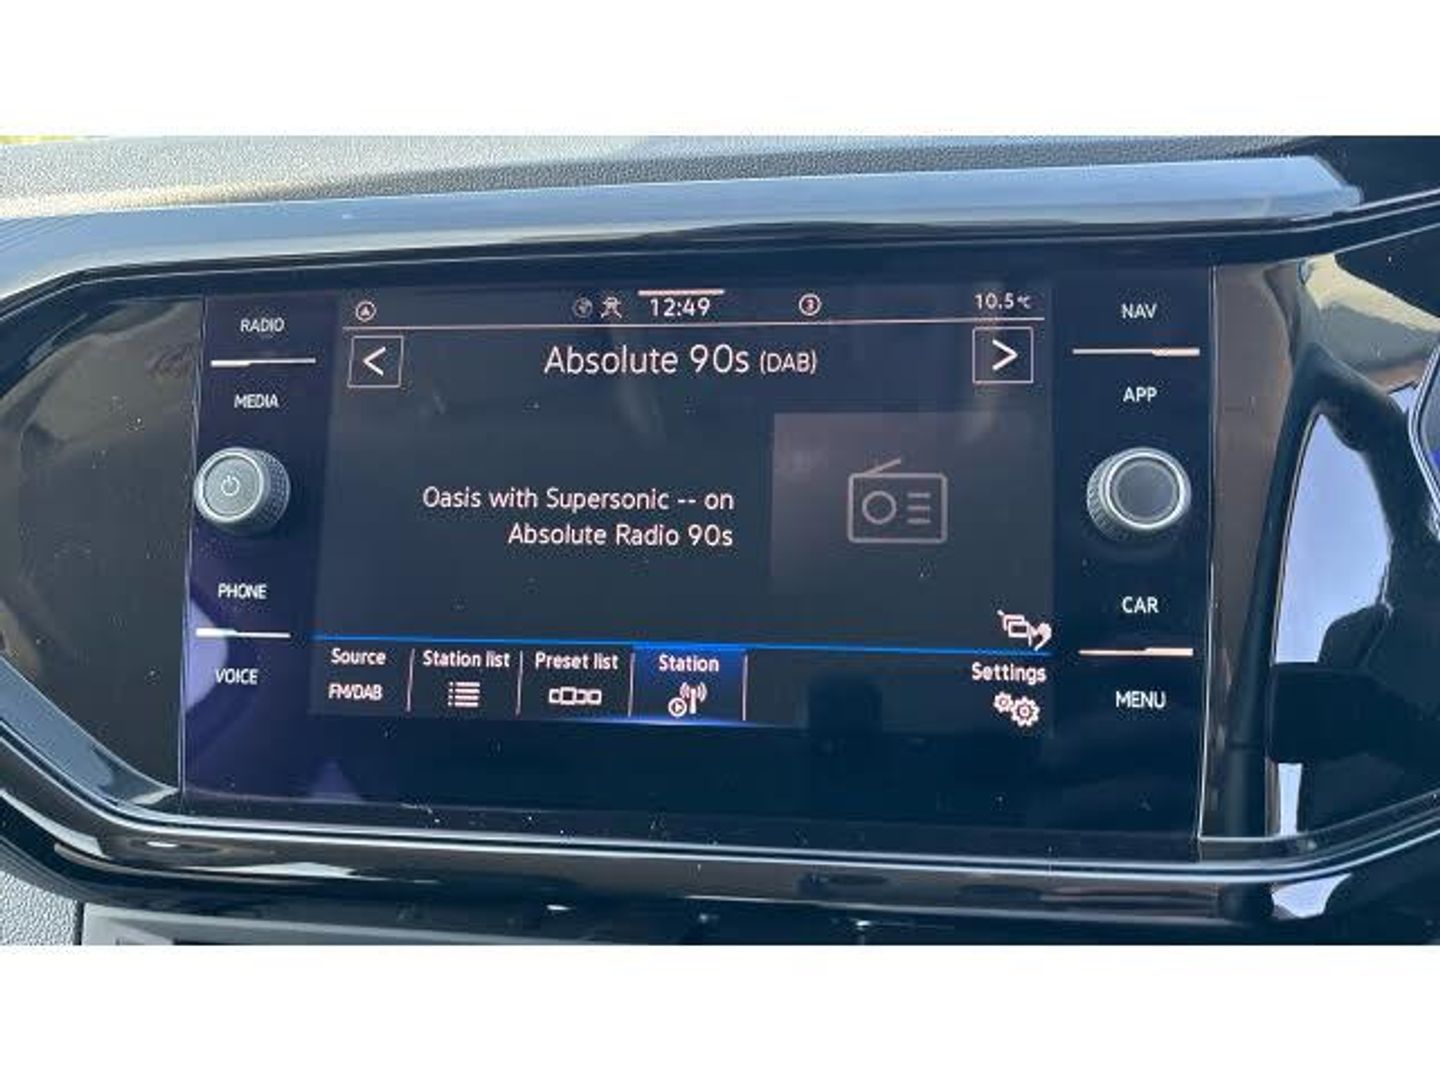 RADIO
MEDIA
PHONE
VOICE
12:49
3
10.5°C
Absolute 90s (DAB)
Oasis with Supersonic -- on
Absolute Radio 90s
Source
FM/DAB
Station list
Preset list
Station
Settings
NAV
APP
CAR
MENU